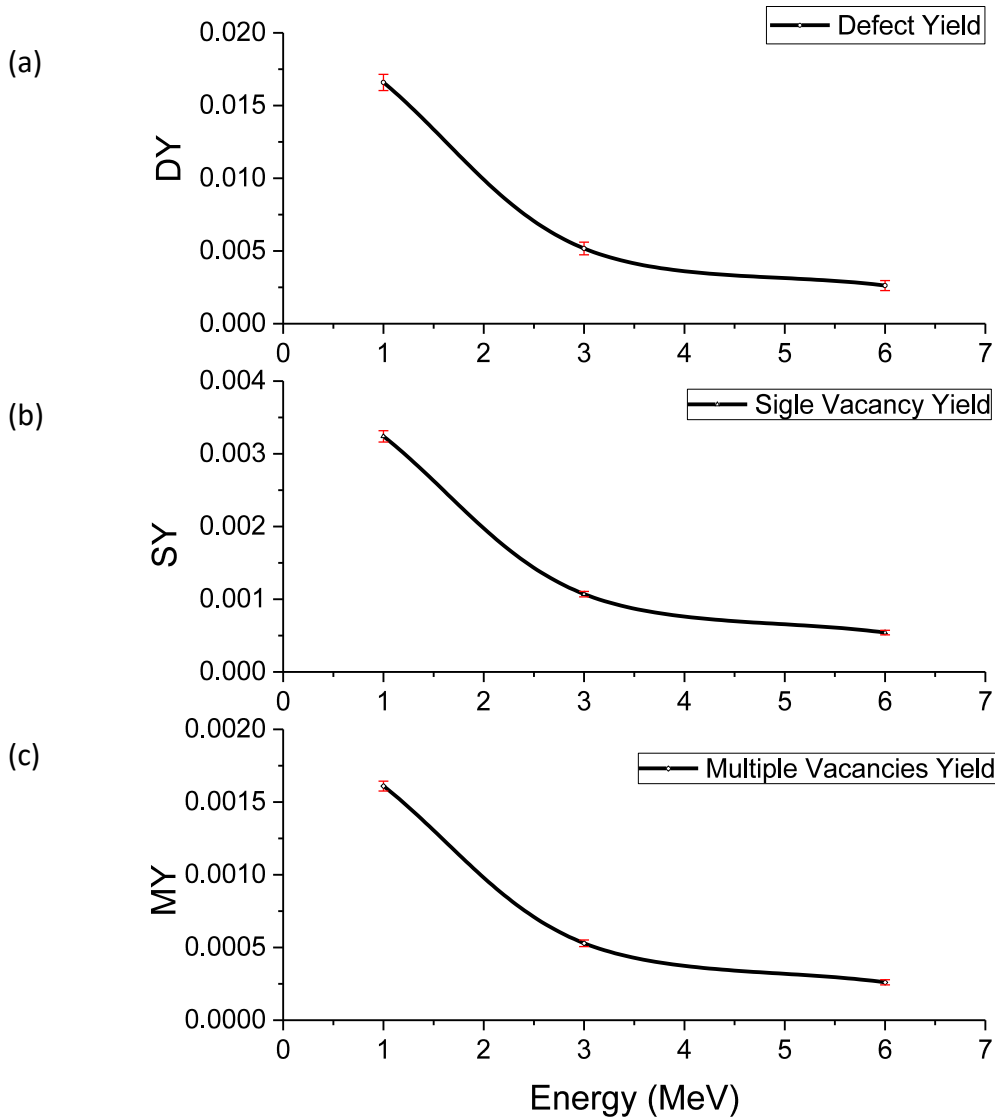 (a)
Defect Yield
DY
0.020
0.015
0.010
0.005
0.000
0 1 2 3 4 5 6 7
(b)
Sigle Vacancy Yield
SY
0.004
0.003
0.002
0.001
0.000
0 1 2 3 4 5 6 7
(c)
Multiple Vacancies Yield
MY
0.0020
0.0015
0.0010
0.0005
0.0000
0 1 2 3 4 5 6 7
Energy (MeV)